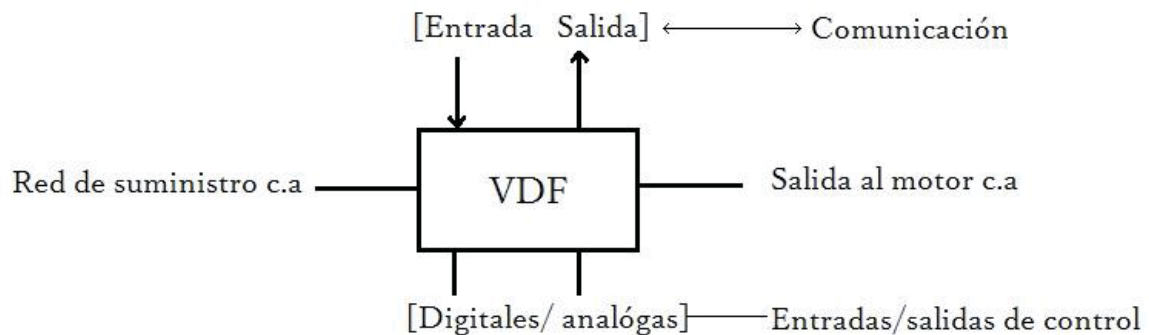 [Entrada Salida] Comunicación
Red de suministro c.a VDF Salida al motor c.a
[Digitales/ analógas] Entradas/salidas de control